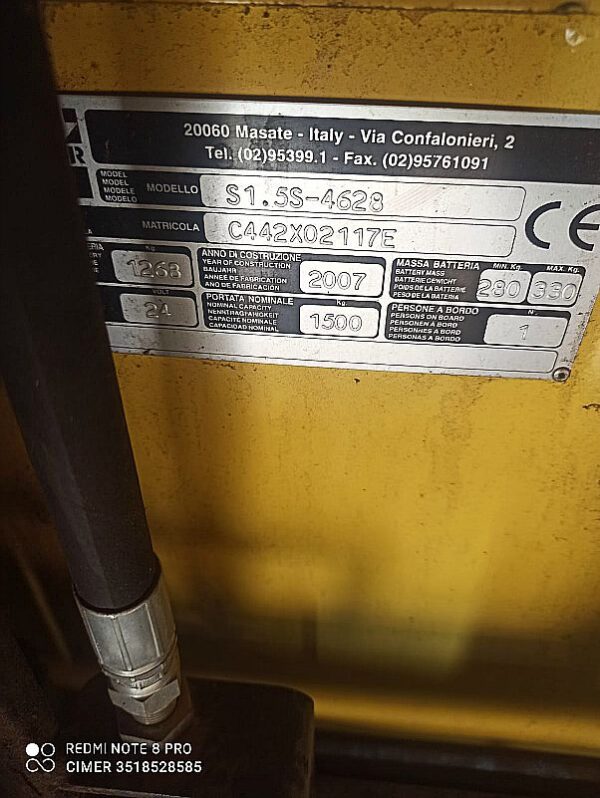 R
20060 Masate - Italy - Via Confalonieri, 2
Tel. (02)95399.1 - Fax. (02)95761091
MODEL
MODEL
MODELE
MODELO
MODELLO S1.5S-4628
MATRICOLA C442X02117E
CE
Kg. 1268
ANNO DI COSTRUZIONE
YEAR OF CONSTRUCTION
BAUJAHR
ANNEE DE FABRICATION
ANO DE FABRICACION
2007
MASSA BATTERIA
BATTERY MASS
BATTERIE GEWICHT
POIDS DE LA BATTERIE
PESO DE LA BATERIA
MIN. Kg. 280
MAX. Kg. 330
VOLT 24
PORTATA NOMINALE
NOMINAL CAPACITY
NENNTRAGFAHIGKEIT
CAPACITE NOMINALE
CAPACIDAD NOMINAL
Kg. 1500
PERSONE A BORDO
PERSONS ON BOARD
PERSONEN A BORD
PERSONNES A BORD
PERSONAS A BORDO
N. 1
REDMI NOTE 8 PRO
CIMER 3518528585